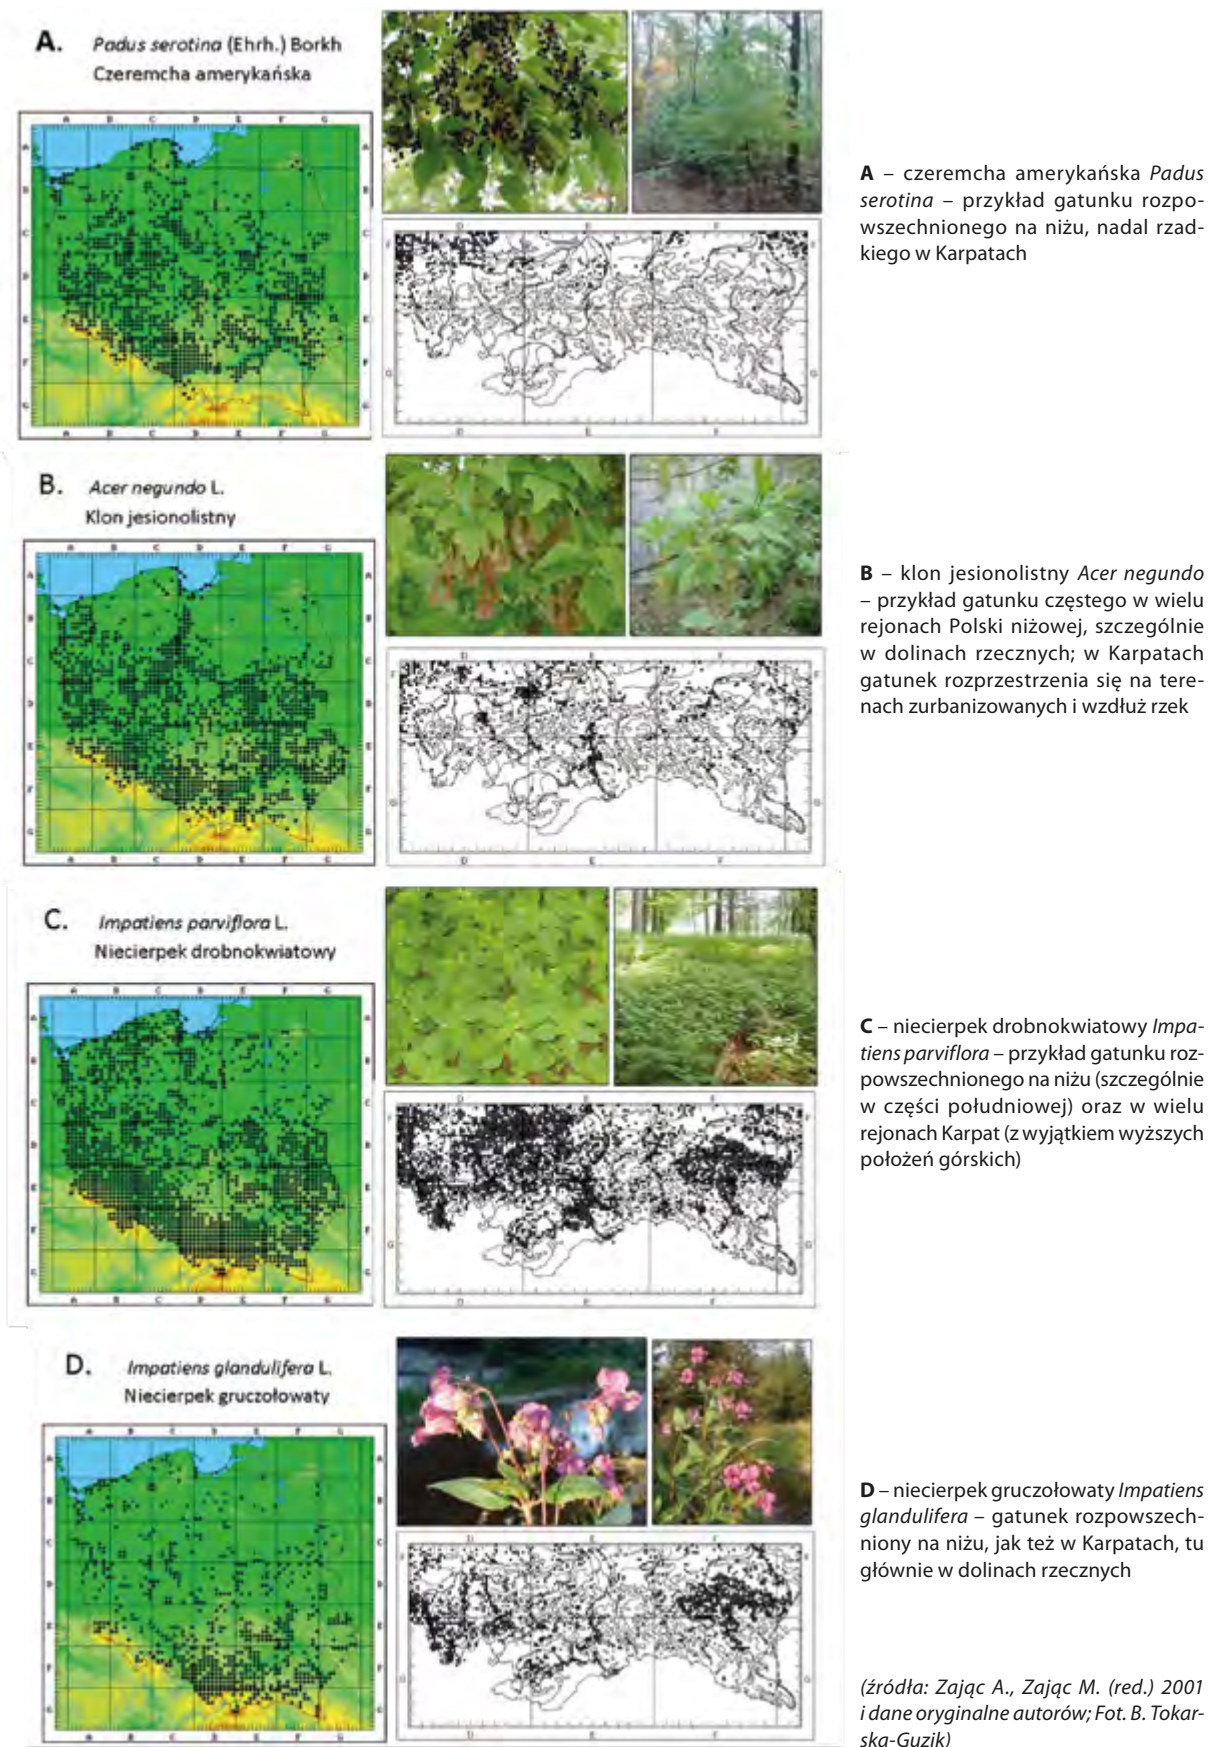 A. Padus serotina (Ehrh.) Borkh
Czeremcha amerykańska
A – czeremcha amerykańska Padus
serotina – przykład gatunku rozpo-
wszechnionego na niżu, nadal rzad-
kiego w Karpatach
B. Acer negundo L.
Klon jesionolistny
B – klon jesionolistny Acer negundo
– przykład gatunku częstego w wielu
rejonach Polski niżowej, szczególnie
w dolinach rzecznych; w Karpatach
gatunek rozprzestrzenia się na tere-
nach zurbanizowanych i wzdłuż rzek
C. Impatiens parviflora L.
Niecierpek drobnokwiatowy
C – niecierpek drobnokwiatowy Impa-
tiens parviflora – przykład gatunku roz-
powszechnionego na niżu (szczególnie
w części południowej) oraz w wielu
rejonach Karpat (z wyjątkiem wyższych
położeń górskich)
D. Impatiens glandulifera L.
Niecierpek gruczołowaty
D – niecierpek gruczołowaty Impatiens
glandulifera – gatunek rozpowszech-
niony na niżu, jak też w Karpatach, tu
głównie w dolinach rzecznych
(źródła: Zając A., Zając M. (red.) 2001
i dane oryginalne autorów; Fot. B. Tokar-
ska-Guzik)